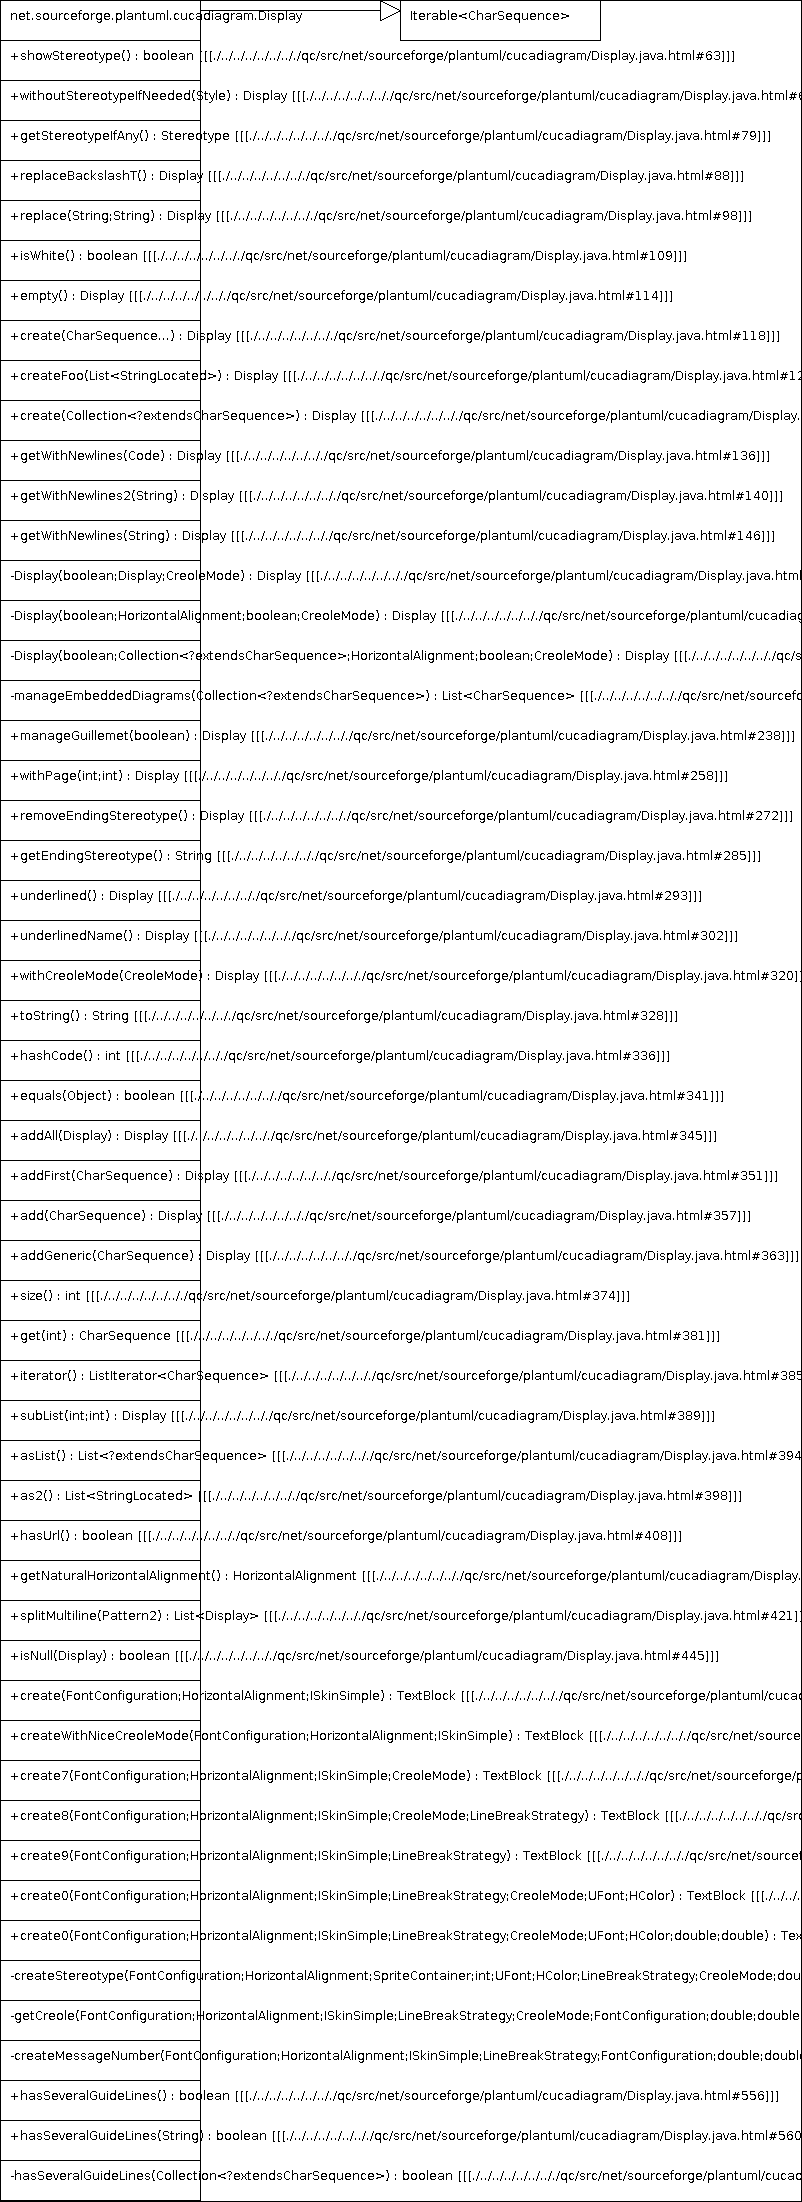 net.sourceforge.plantuml.cucadiagram.Display
Iterable<CharSequence>
+showStereotype() : boolean [[[./../../../../../../../qc/src/net/sourceforge/plantuml/cucadiagram/Display.java.html#63]]]
+withoutStereotypeIfNeeded(Style) : Display [[[./../../../../../../../qc/src/net/sourceforge/plantuml/cucadiagram/Display.java.html#6
+getStereotypeIfAny() : Stereotype [[[./../../../../../../../qc/src/net/sourceforge/plantuml/cucadiagram/Display.java.html#79]]]
+replaceBackslashT() : Display [[[./../../../../../../../qc/src/net/sourceforge/plantuml/cucadiagram/Display.java.html#88]]]
+replace(String;String) : Display [[[./../../../../../../../qc/src/net/sourceforge/plantuml/cucadiagram/Display.java.html#98]]]
+isWhite() : boolean [[[./../../../../../../../qc/src/net/sourceforge/plantuml/cucadiagram/Display.java.html#109]]]
+empty() : Display [[[./../../../../../../../qc/src/net/sourceforge/plantuml/cucadiagram/Display.java.html#114]]]
+create(CharSequence...) : Display [[[./../../../../../../../qc/src/net/sourceforge/plantuml/cucadiagram/Display.java.html#118]]]
+createFoo(List<StringLocated>) : Display [[[./../../../../../../../qc/src/net/sourceforge/plantuml/cucadiagram/Display.java.html#12
+create(Collection<?extendsCharSequence>) : Display [[[./../../../../../../../qc/src/net/sourceforge/plantuml/cucadiagram/Display.
+getWithNewlines(Code) : Display [[[./../../../../../../../qc/src/net/sourceforge/plantuml/cucadiagram/Display.java.html#136]]]
+getWithNewlines2(String) : Display [[[./../../../../../../../qc/src/net/sourceforge/plantuml/cucadiagram/Display.java.html#140]]]
+getWithNewlines(String) : Display [[[./../../../../../../../qc/src/net/sourceforge/plantuml/cucadiagram/Display.java.html#146]]]
-Display(boolean;Display;CreoleMode) : Display [[[./../../../../../../../qc/src/net/sourceforge/plantuml/cucadiagram/Display.java.html
-Display(boolean;HorizontalAlignment;boolean;CreoleMode) : Display [[[./../../../../../../../qc/src/net/sourceforge/plantuml/cucadiag
-Display(boolean;Collection<?extendsCharSequence>;HorizontalAlignment;boolean;CreoleMode) : Display [[[./../../../../../../../qc/s
-manageEmbeddedDiagrams(Collection<?extendsCharSequence>) : List<CharSequence> [[[./../../../../../../../qc/src/net/sourcefo
+manageGuillemet(boolean) : Display [[[./../../../../../../../qc/src/net/sourceforge/plantuml/cucadiagram/Display.java.html#238]]]
+withPage(int;int) : Display [[[./../../../../../../../qc/src/net/sourceforge/plantuml/cucadiagram/Display.java.html#258]]]
+removeEndingStereotype() : Display [[[./../../../../../../../qc/src/net/sourceforge/plantuml/cucadiagram/Display.java.html#272]]]
+getEndingStereotype() : String [[[./../../../../../../../qc/src/net/sourceforge/plantuml/cucadiagram/Display.java.html#285]]]
+underlined() : Display [[[./../../../../../../../qc/src/net/sourceforge/plantuml/cucadiagram/Display.java.html#293]]]
+underlinedName() : Display [[[./../../../../../../../qc/src/net/sourceforge/plantuml/cucadiagram/Display.java.html#302]]]
+withCreoleMode(CreoleMode) : Display [[[./../../../../../../../qc/src/net/sourceforge/plantuml/cucadiagram/Display.java.html#320]]
+toString() : String [[[./../../../../../../../qc/src/net/sourceforge/plantuml/cucadiagram/Display.java.html#328]]]
+hashCode() : int [[[./../../../../../../../qc/src/net/sourceforge/plantuml/cucadiagram/Display.java.html#336]]]
+equals(Object) : boolean [[[./../../../../../../../qc/src/net/sourceforge/plantuml/cucadiagram/Display.java.html#341]]]
+addAll(Display) : Display [[[./../../../../../../../qc/src/net/sourceforge/plantuml/cucadiagram/Display.java.html#345]]]
+addFirst(CharSequence) : Display [[[./../../../../../../../qc/src/net/sourceforge/plantuml/cucadiagram/Display.java.html#351]]]
+add(CharSequence) : Display [[[./../../../../../../../qc/src/net/sourceforge/plantuml/cucadiagram/Display.java.html#357]]]
+addGeneric(CharSequence) : Display [[[./../../../../../../../qc/src/net/sourceforge/plantuml/cucadiagram/Display.java.html#363]]]
+size() : int [[[./../../../../../../../qc/src/net/sourceforge/plantuml/cucadiagram/Display.java.html#374]]]
+get(int) : CharSequence [[[./../../../../../../../qc/src/net/sourceforge/plantuml/cucadiagram/Display.java.html#381]]]
+iterator() : ListIterator<CharSequence> [[[./../../../../../../../qc/src/net/sourceforge/plantuml/cucadiagram/Display.java.html#385
+subList(int;int) : Display [[[./../../../../../../../qc/src/net/sourceforge/plantuml/cucadiagram/Display.java.html#389]]]
+asList() : List<?extendsCharSequence> [[[./../../../../../../../qc/src/net/sourceforge/plantuml/cucadiagram/Display.java.html#394
+as2() : List<StringLocated> [[[./../../../../../../../qc/src/net/sourceforge/plantuml/cucadiagram/Display.java.html#398]]]
+hasUrl() : boolean [[[./../../../../../../../qc/src/net/sourceforge/plantuml/cucadiagram/Display.java.html#408]]]
+getNaturalHorizontalAlignment() : HorizontalAlignment [[[./../../../../../../../qc/src/net/sourceforge/plantuml/cucadiagram/Display.
+splitMultiline(Pattern2) : List<Display> [[[./../../../../../../../qc/src/net/sourceforge/plantuml/cucadiagram/Display.java.html#421]]
+isNull(Display) : boolean [[[./../../../../../../../qc/src/net/sourceforge/plantuml/cucadiagram/Display.java.html#445]]]
+create(FontConfiguration;HorizontalAlignment;ISkinSimple) : TextBlock [[[./../../../../../../../qc/src/net/sourceforge/plantuml/cucad
+createWithNiceCreoleMode(FontConfiguration;HorizontalAlignment;ISkinSimple) : TextBlock [[[./../../../../../../../qc/src/net/source
+create7(FontConfiguration;HorizontalAlignment;ISkinSimple;CreoleMode) : TextBlock [[[./../../../../../../../qc/src/net/sourceforge/p
+create8(FontConfiguration;HorizontalAlignment;ISkinSimple;CreoleMode;LineBreakStrategy) : TextBlock [[[./../../../../../../../qc/src
+create9(FontConfiguration;HorizontalAlignment;ISkinSimple;LineBreakStrategy) : TextBlock [[[./../../../../../../../qc/src/net/sourcef
+create0(FontConfiguration;HorizontalAlignment;ISkinSimple;LineBreakStrategy;CreoleMode;UFont;HColor) : TextBlock [[[./../../.
+create0(FontConfiguration;HorizontalAlignment;ISkinSimple;LineBreakStrategy;CreoleMode;UFont;HColor;double;double) : Tex
-createStereotype(FontConfiguration;HorizontalAlignment;SpriteContainer;int;UFont;HColor;LineBreakStrategy;CreoleMode;dou
-getCreole(FontConfiguration;HorizontalAlignment;ISkinSimple;LineBreakStrategy;CreoleMode;FontConfiguration;double;double
-createMessageNumber(FontConfiguration;HorizontalAlignment;ISkinSimple;LineBreakStrategy;FontConfiguration;double;doubl
+hasSeveralGuideLines() : boolean [[[./../../../../../../../qc/src/net/sourceforge/plantuml/cucadiagram/Display.java.html#556]]]
+hasSeveralGuideLines(String) : boolean [[[./../../../../../../../qc/src/net/sourceforge/plantuml/cucadiagram/Display.java.html#560
-hasSeveralGuideLines(Collection<?extendsCharSequence>) : boolean [[[./../../../../../../../qc/src/net/sourceforge/plantuml/cucad